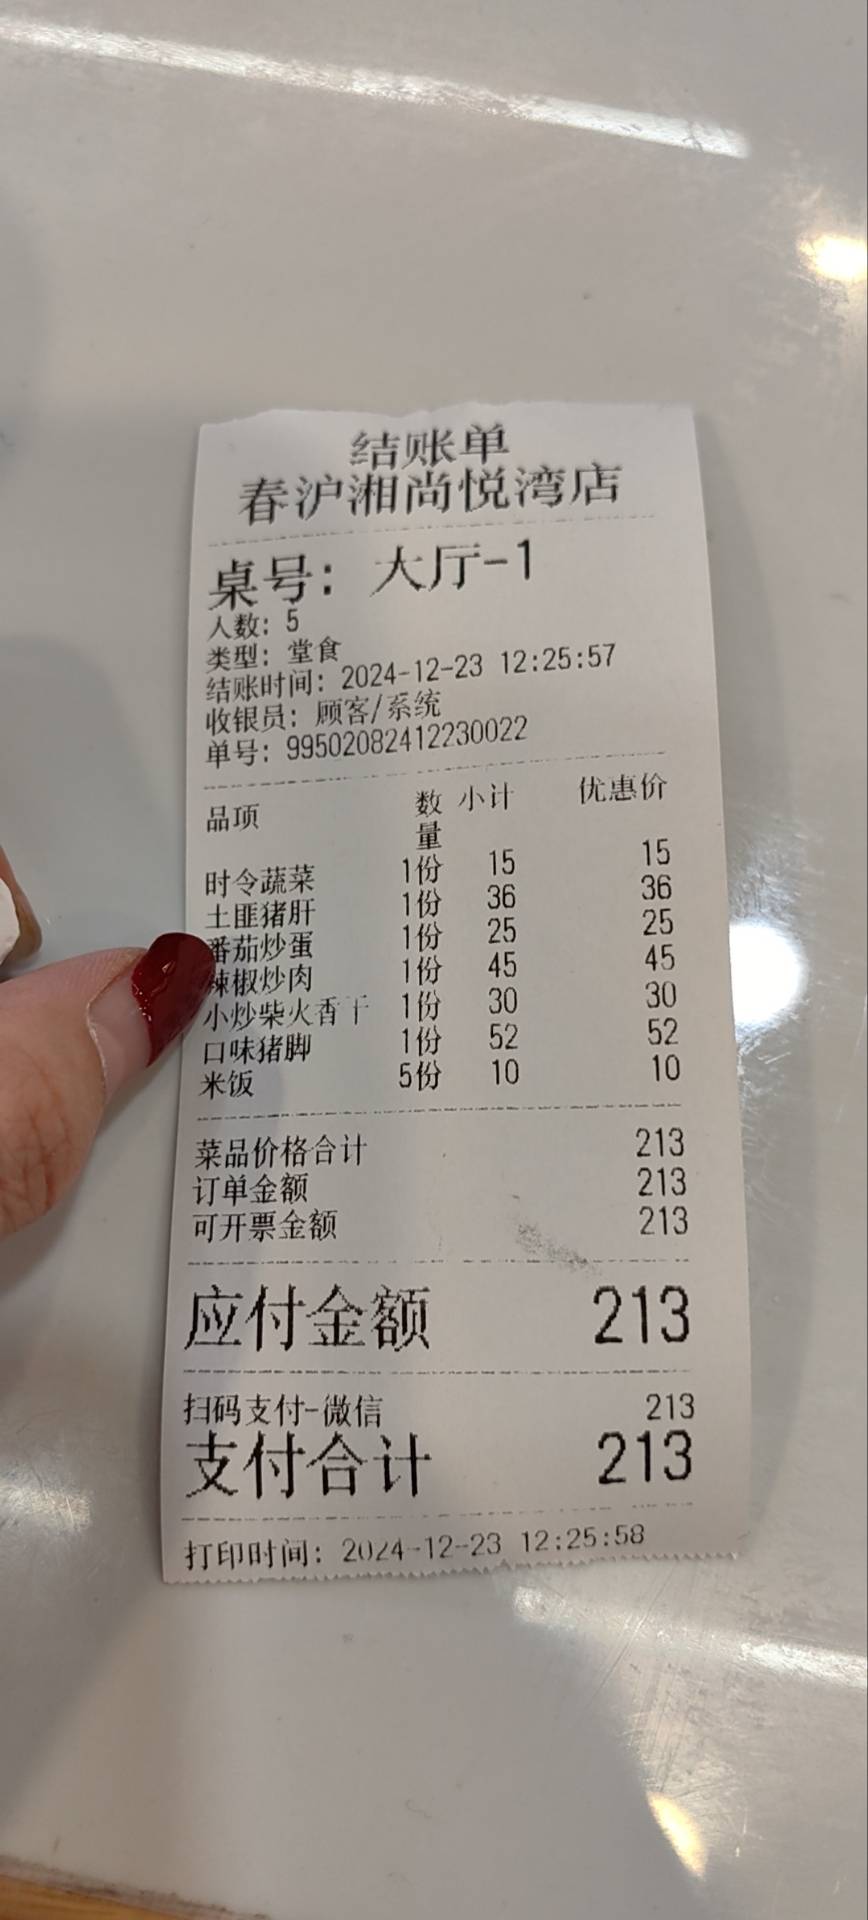 结账单
春沪湘尚悦湾店
桌号: 大厅-1
人数: 5
类型: 堂食
结账时间: 2024-12-23 12:25:57
收银员: 顾客/系统
单号: 99502082412230022
品项 数量 小计 优惠价
时令蔬菜 1份 15 15
土匪猪肝 1份 36 36
番茄炒蛋 1份 25 25
辣椒炒肉 1份 45 45
小炒柴火香干 1份 30 30
口味猪脚 1份 52 52
米饭 5份 10 10
菜品价格合计 213
订单金额 213
可开票金额 213
应付金额 213
扫码支付-微信 213
支付合计 213
打印时间: 2024-12-23 12:25:58